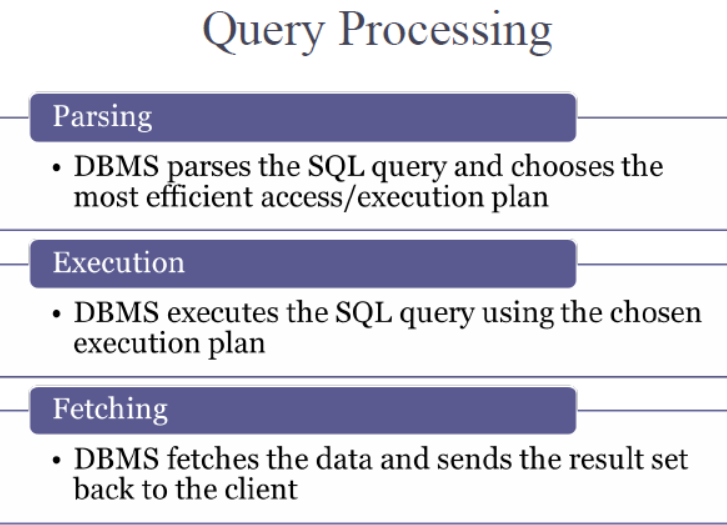 Query Processing
Parsing
• DBMS parses the SQL query and chooses the
most efficient access/execution plan
Execution
• DBMS executes the SQL query using the chosen
execution plan
Fetching
• DBMS fetches the data and sends the result set
back to the client